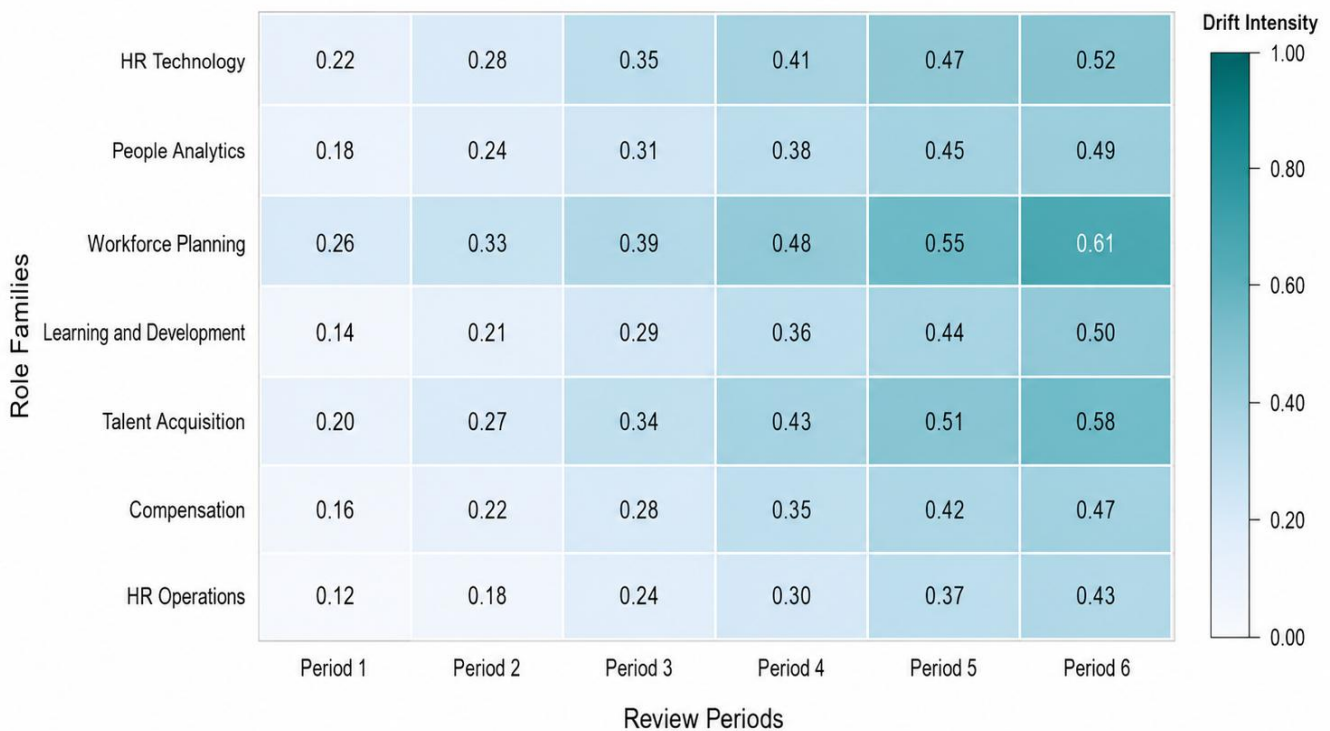 Drift Intensity
HR Technology 0.22 0.28 0.35 0.41 0.47 0.52
People Analytics 0.18 0.24 0.31 0.38 0.45 0.49
Workforce Planning 0.26 0.33 0.39 0.48 0.55 0.61
Learning and Development 0.14 0.21 0.29 0.36 0.44 0.50
Talent Acquisition 0.20 0.27 0.34 0.43 0.51 0.58
Compensation 0.16 0.22 0.28 0.35 0.42 0.47
HR Operations 0.12 0.18 0.24 0.30 0.37 0.43
Role Families
Period 1 Period 2 Period 3 Period 4 Period 5 Period 6
Review Periods
1.00
0.80
0.60
0.40
0.20
0.00